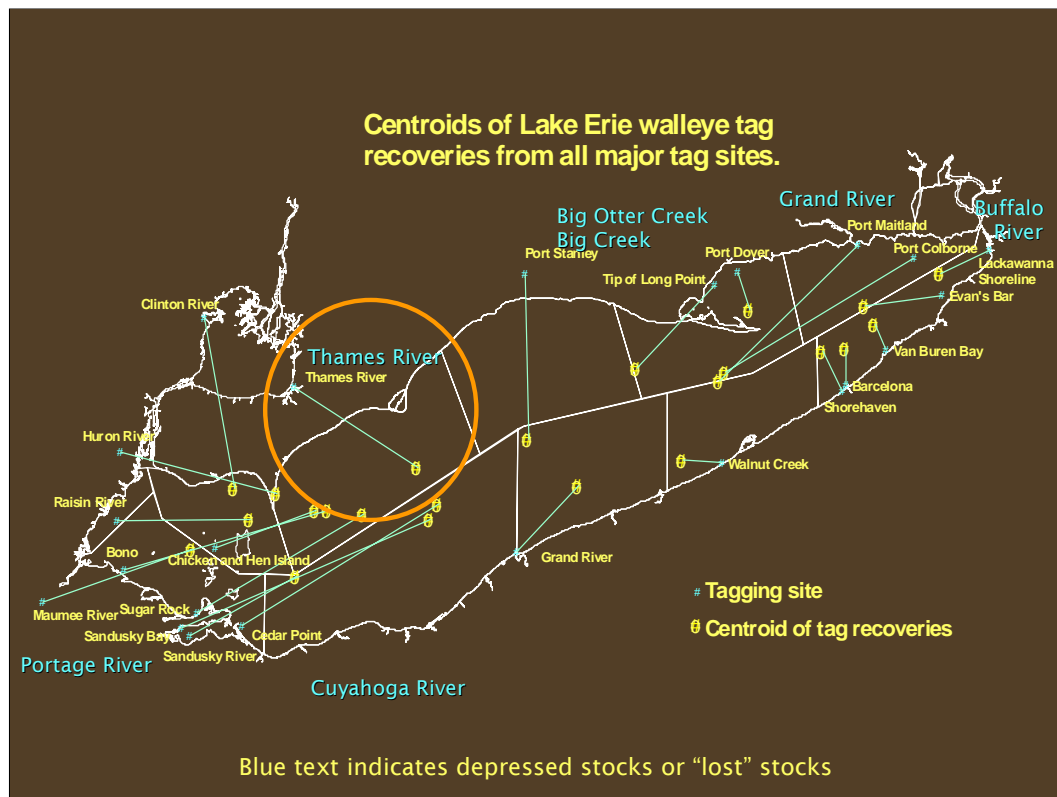 Centroids of Lake Erie walleye tag
recoveries from all major tag sites.
Grand River
Buffalo
River
Big Otter Creek
Big Creek
Port Maitland
Port Colborne
Port Stanley
Port Dover
Tip of Long Point
Lackawanna
Shoreline
Evan's Bar
Clinton River
Thames River
Thames River
Van Buren Bay
Barcelona
Shorehaven
Huron River
Walnut Creek
Raisin River
Bono
Chicken and Hen Island
Grand River
Maumee River
Sugar Rock
Sandusky Bay
Cedar Point
Sandusky River
Portage River
Cuyahoga River
# Tagging site
Centroid of tag recoveries
Blue text indicates depressed stocks or “lost” stocks